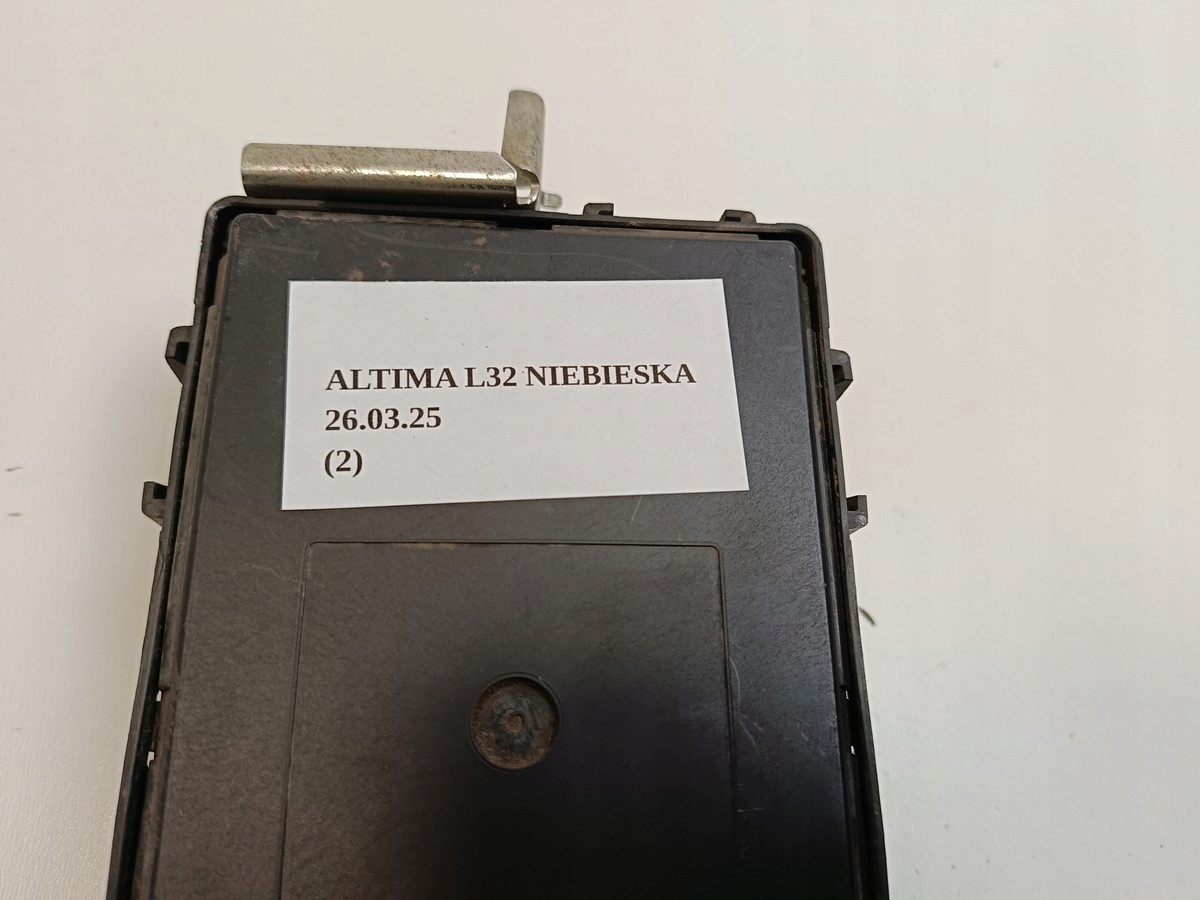 ALTIMA L32 NIEBIESKA
26.03.25
(2)